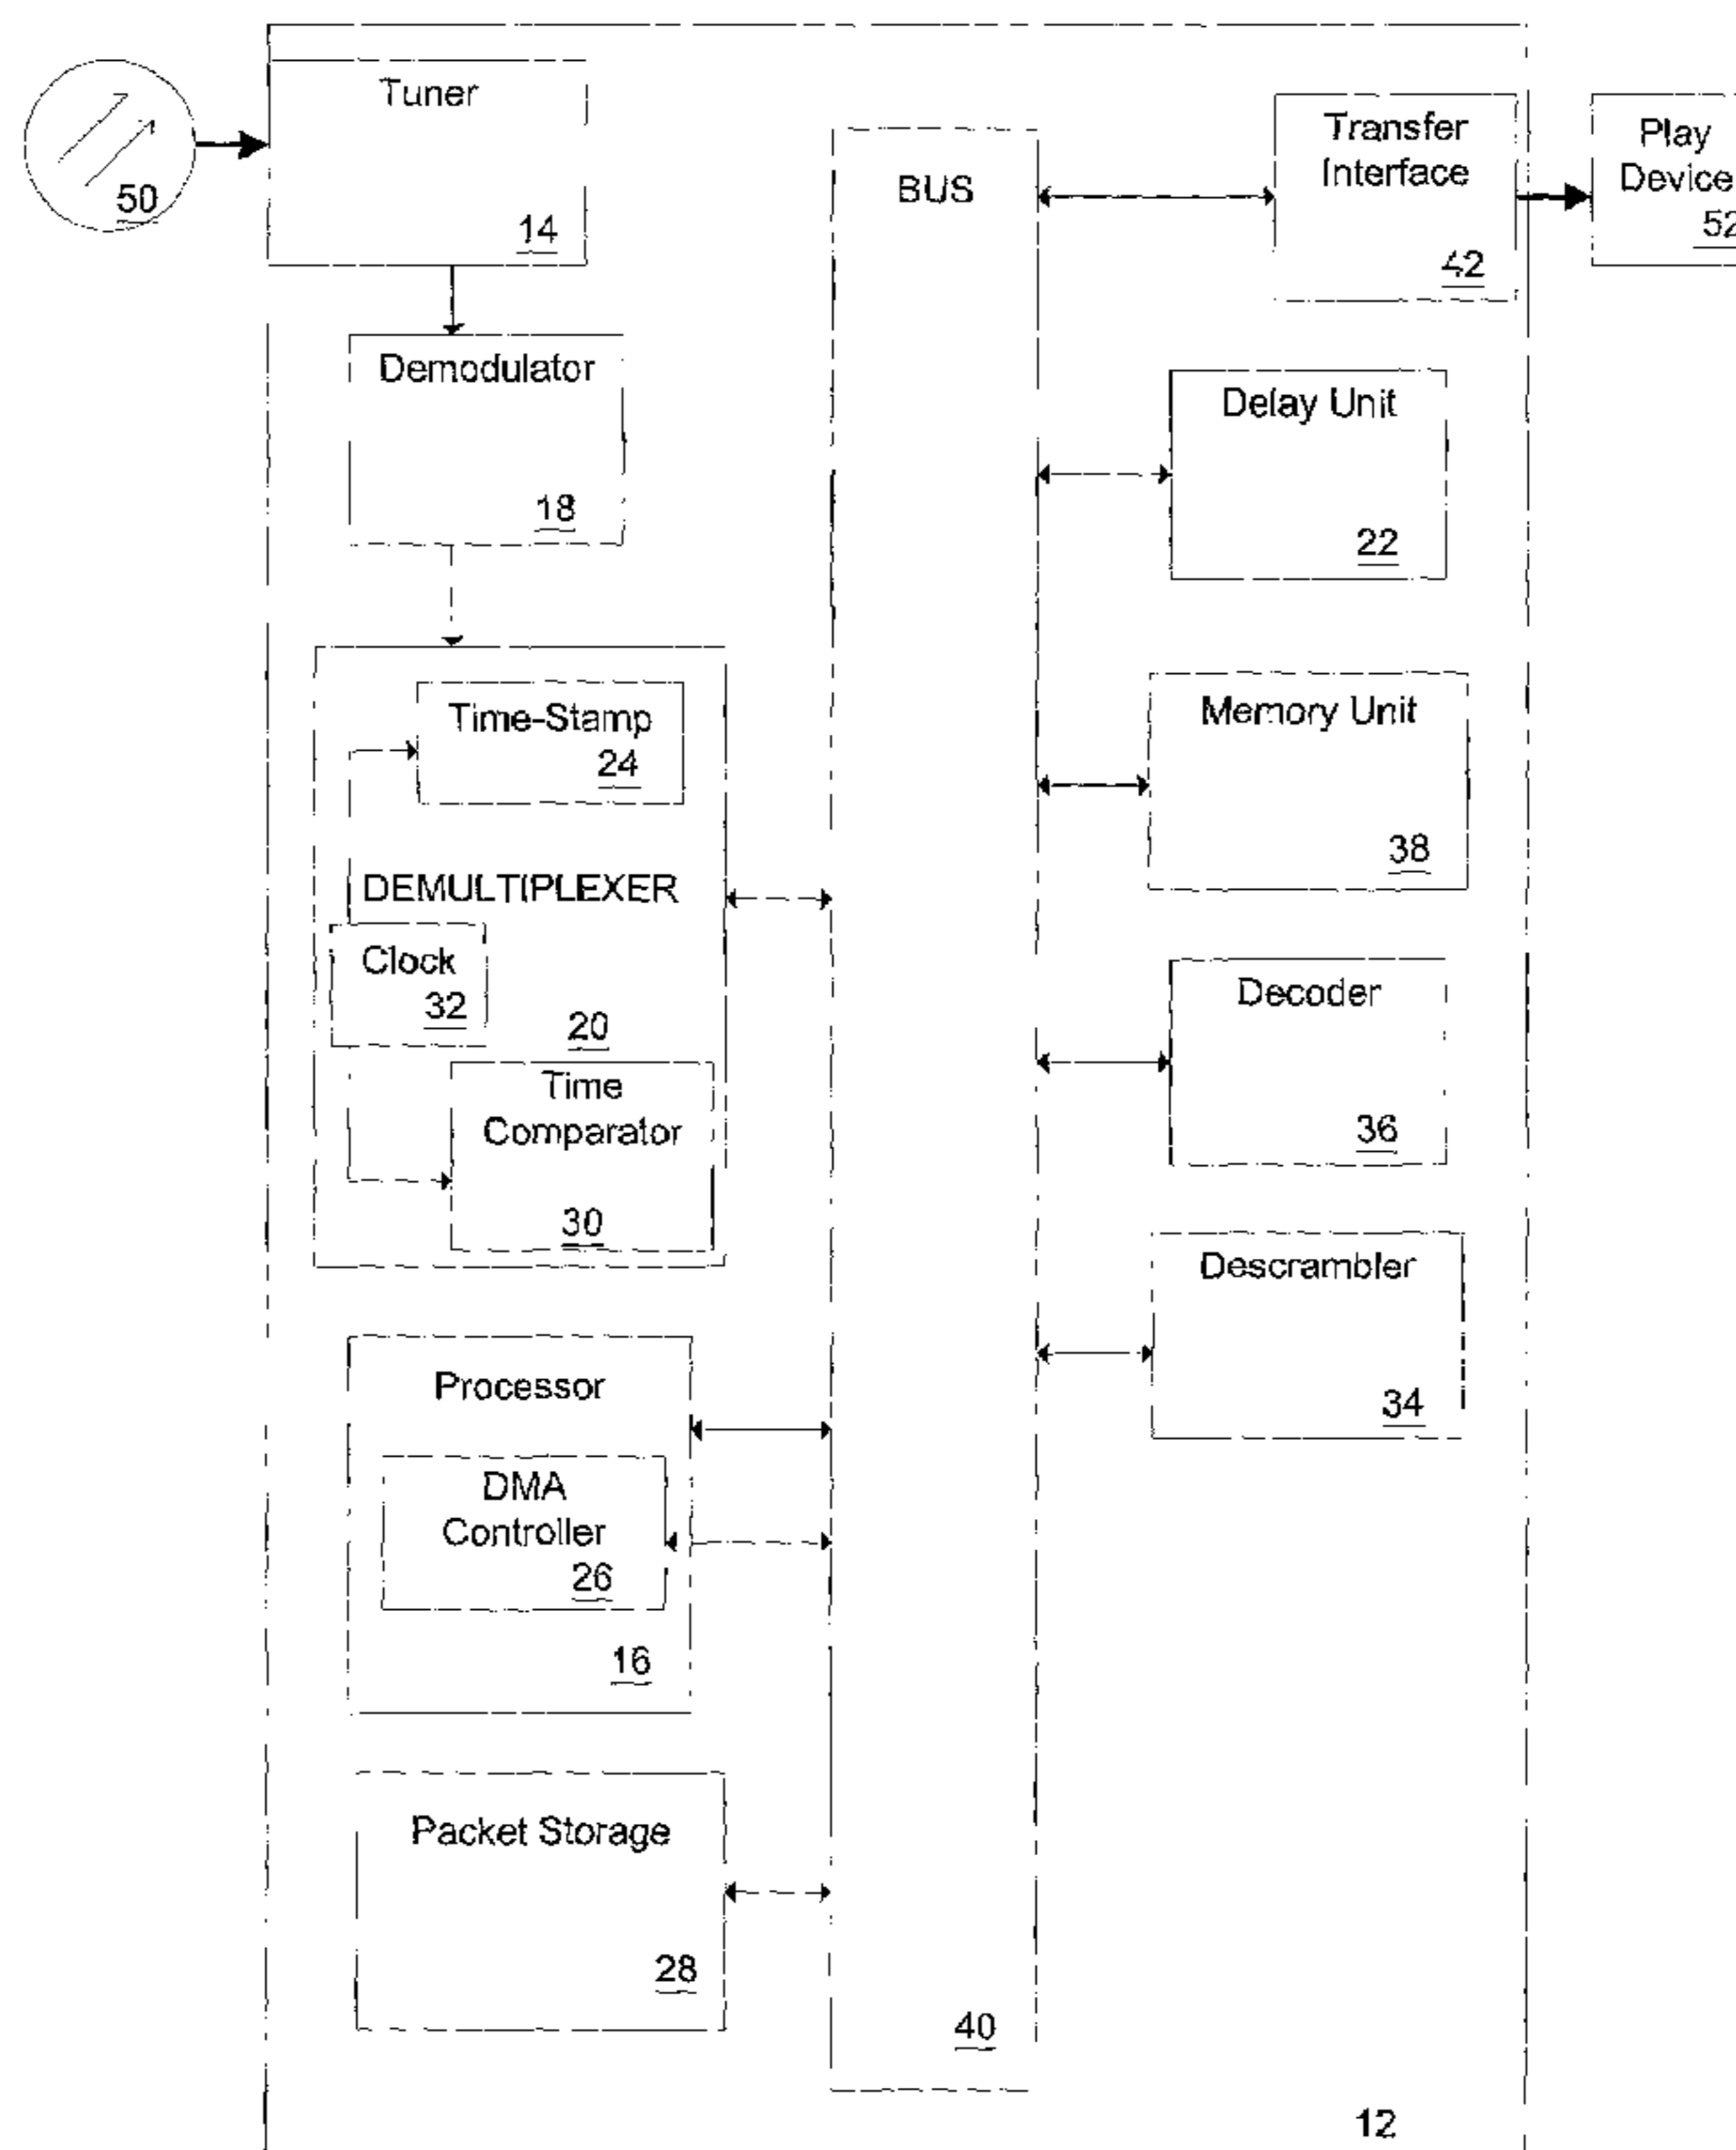 50
Tuner
14
Demodulator
18
Time-Stamp
24
DEMULTIPLEXER
Clock
32
20
Time
Comparator
30
Processor
DMA
Controller
26
16
Packet Storage
28
BUS
40
Transfer
Interface
42
Play
Device
52
Delay Unit
22
Memory Unit
38
Decoder
36
Descrambler
34
12